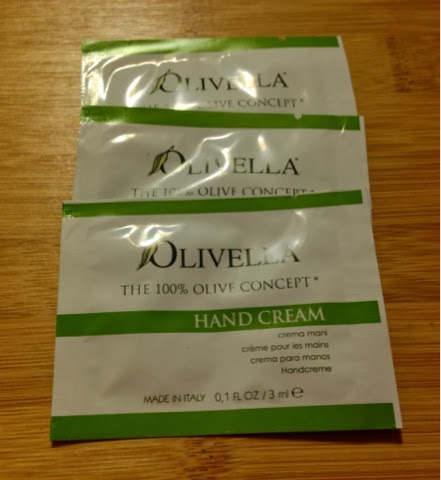 OLIVELLA®
THE 100% OLIVE CONCEPT*
OLIVELLA®
THE 100% OLIVE CONCEPT*
OLIVELLA
THE 100% OLIVE CONCEPT*
HAND CREAM
crema mani
crème pour les mains
crema para manos
Handcreme
MADE IN ITALY 0,1 FL OZ / 3 ml ℮